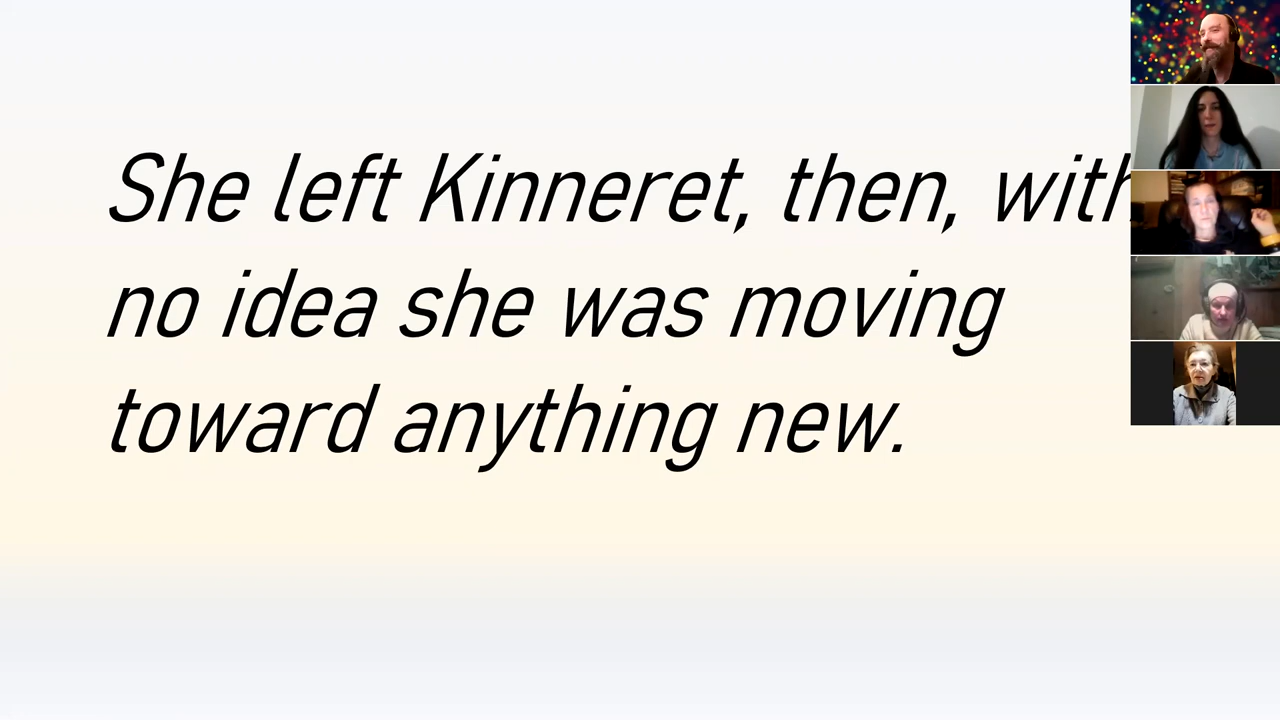 She left Kinneret, then, with
no idea she was moving
toward anything new.